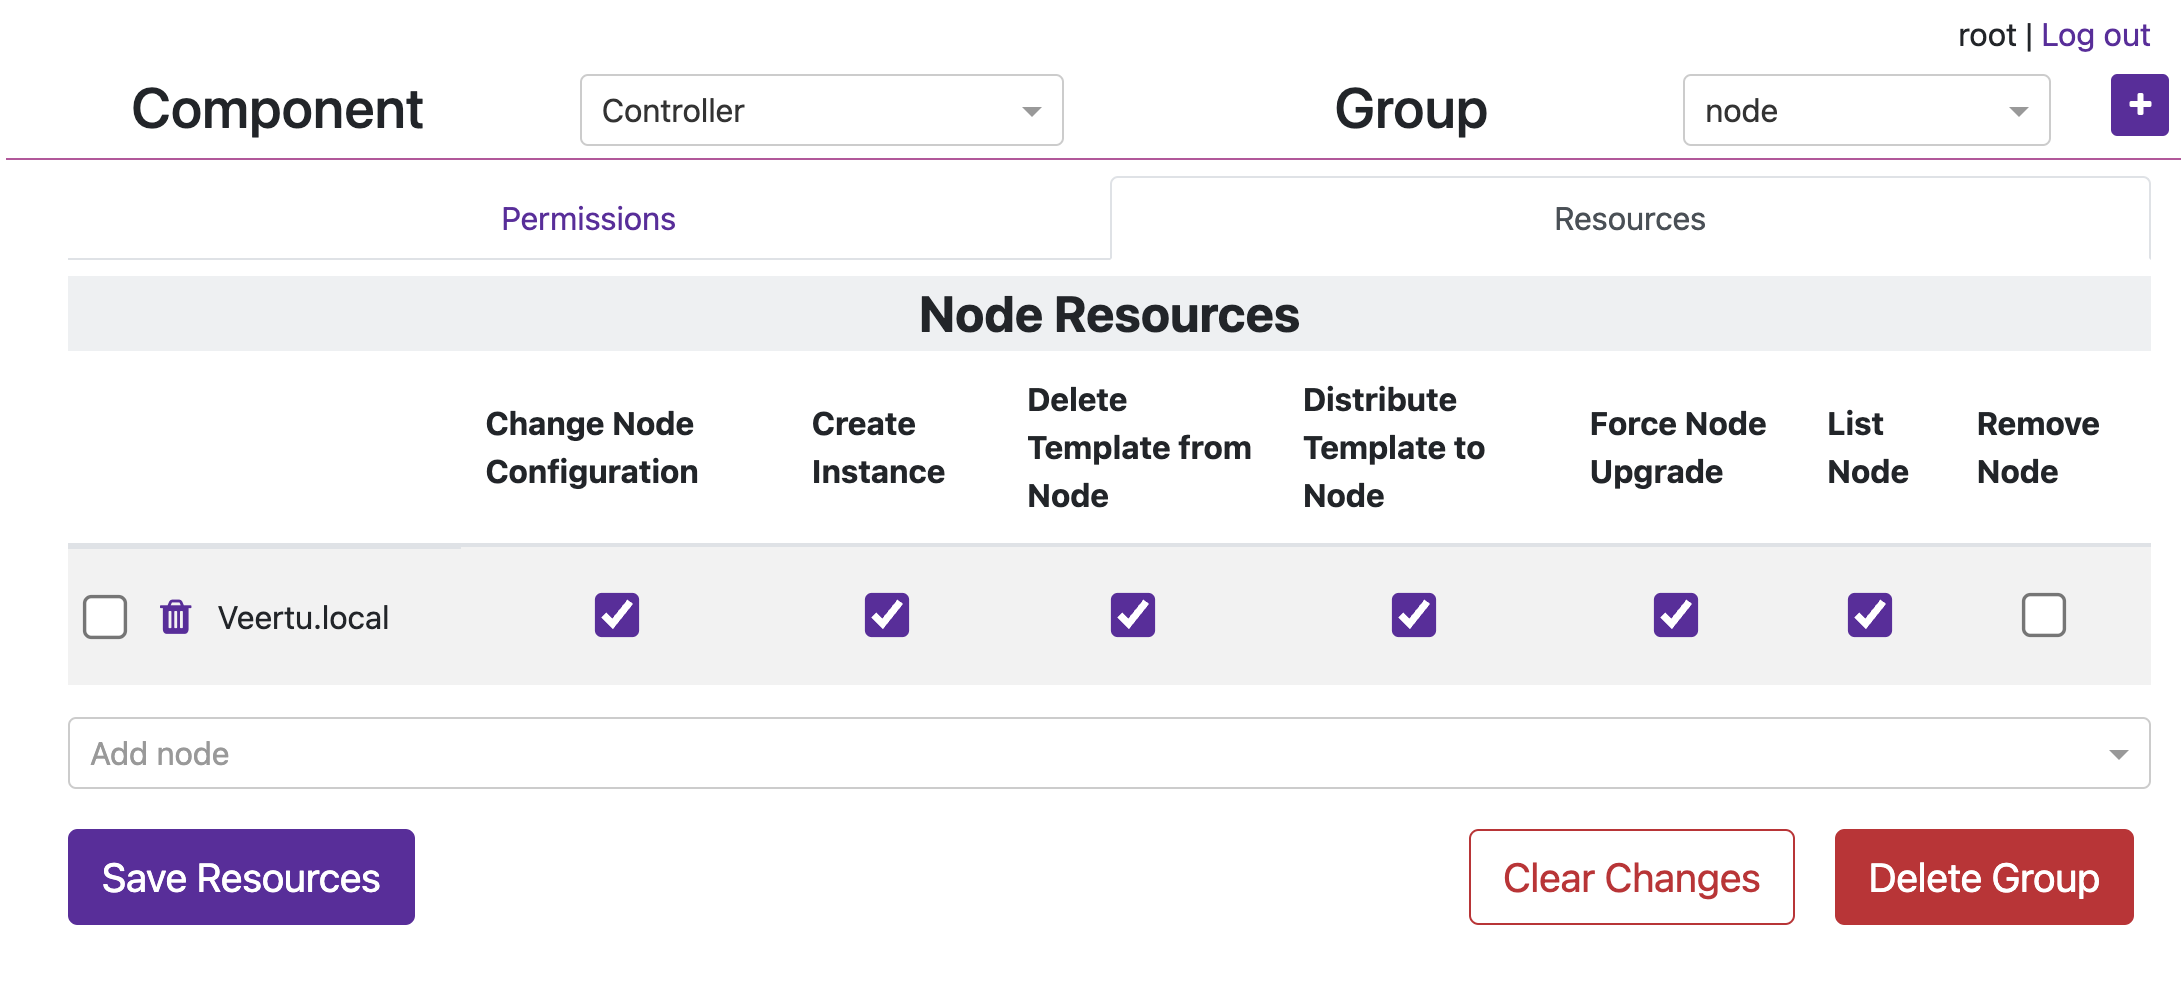 root | Log out
Component
Controller
Group
node
+
Permissions
Resources
Node Resources
Change Node
Configuration
Create
Instance
Delete
Template from
Node
Distribute
Template to
Node
Force Node
Upgrade
List
Node
Remove
Node
Veertu.local
Add node
Save Resources
Clear Changes
Delete Group